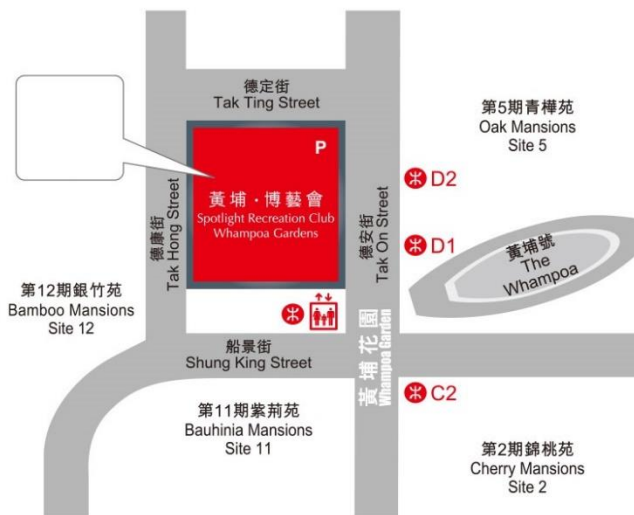 德定街
Tak Ting Street
第5期青樺苑
Oak Mansions
Site 5
P
黃埔·博藝會
Spotlight Recreation Club
Whampoa Gardens
德康街
Tak Hong Street
德安街
Tak On Street
D2
D1
黃埔號
The
Whampoa
第12期銀竹苑
Bamboo Mansions
Site 12
船景街
Shung King Street
黃埔花園
Whampoa Garden
C2
第11期紫荊苑
Bauhinia Mansions
Site 11
第2期錦桃苑
Cherry Mansions
Site 2